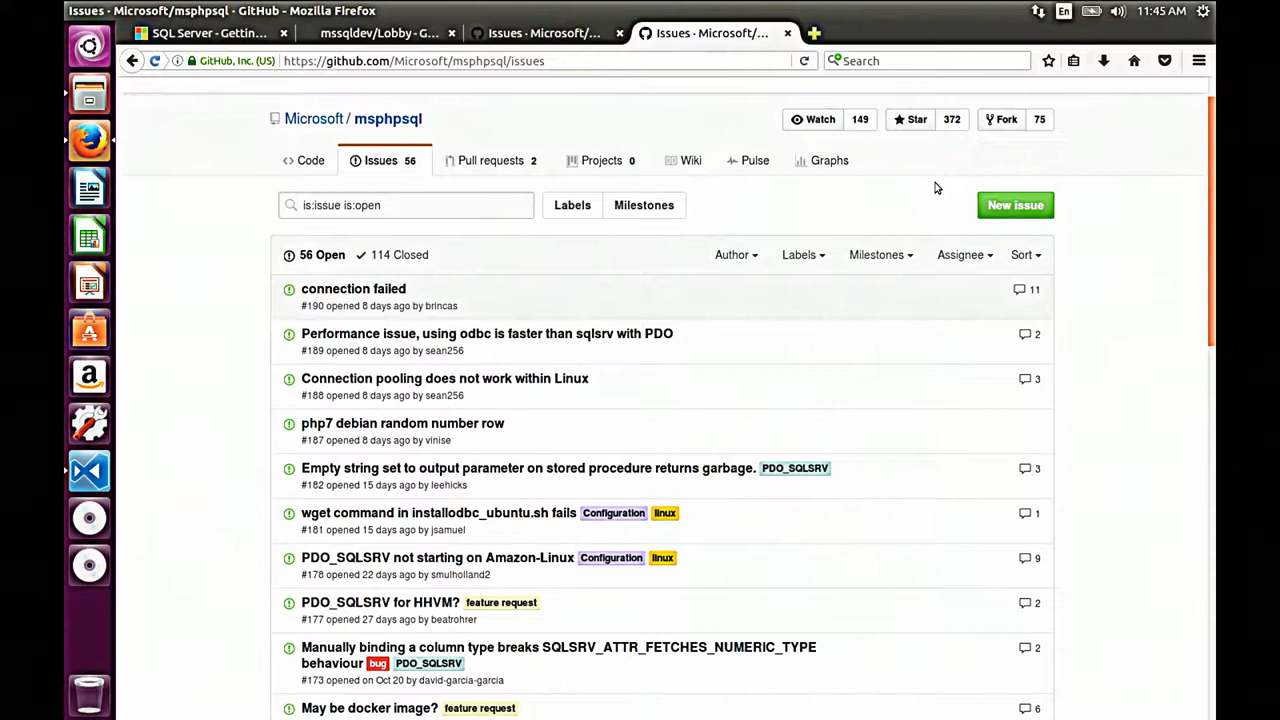 Issues · Microsoft/msphpsql · GitHub - Mozilla Firefox
En
11:45 AM
SQL Server - Gettin...
mssqldev/Lobby - G...
Issues · Microsoft/...
Issues · Microsoft/...
GitHub, Inc. (US)
https://github.com/Microsoft/msphpsql/issues
Search
Microsoft / msphpsql
Watch 149
Star 372
Fork 75
Code
Issues 56
Pull requests 2
Projects 0
Wiki
Pulse
Graphs
is:issue is:open
Labels
Milestones
New issue
56 Open
114 Closed
Author
Labels
Milestones
Assignee
Sort
connection failed
11
#190 opened 8 days ago by brincas
Performance issue, using odbc is faster than sqlsrv with PDO
2
#189 opened 8 days ago by sean256
Connection pooling does not work within Linux
3
#188 opened 8 days ago by sean256
php7 debian random number row
#187 opened 8 days ago by vinise
Empty string set to output parameter on stored procedure returns garbage. PDO_SQLSRV
3
#182 opened 15 days ago by leehicks
wget command in installodbc_ubuntu.sh fails Configuration linux
1
#181 opened 15 days ago by jsamuel
PDO_SQLSRV not starting on Amazon-Linux Configuration linux
9
#178 opened 22 days ago by smulholland2
PDO_SQLSRV for HHVM? feature request
2
#177 opened 27 days ago by beatrohrer
Manually binding a column type breaks SQLSRV_ATTR_FETCHES_NUMERIC_TYPE
2
behaviour bug PDO_SQLSRV
#173 opened on Oct 20 by david-garcia-garcia
May be docker image? feature request
6